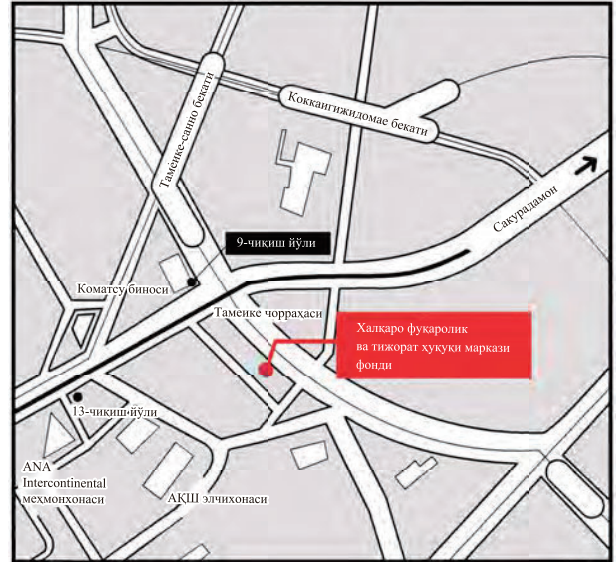 Коккаигижидомае бекати
Тамеике-санно бекати
Сакурадамон
9-чиқиш йўли
Коматсу биноси
Тамеике чорраҳаси
Халқаро фуқаролик
ва тижорат ҳуқуқи маркази
фонди
13-чиқиш йўли
ANA
Intercontinental
меҳмонхонаси
АҚШ элчихонаси